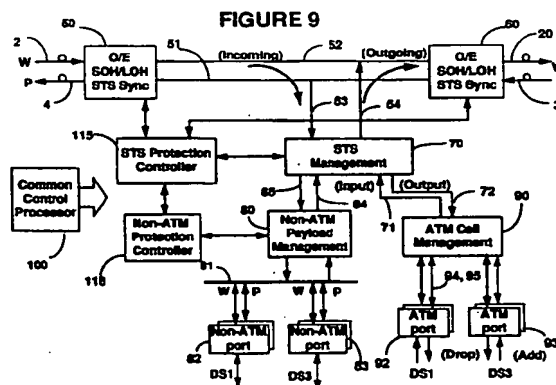 FIGURE 9
50
60
2
W
O/E
SOH/LOH
STS Sync
51
(Incoming)
52
(Outgoing)
O/E
SOH/LOH
STS Sync
20
P
4
53
54
115
STS Protection
Controller
STS
Management
70
Common
Control
Processor
100
65
64
(Input)
71
(Output)
72
90
Non-ATM
Protection
Controller
80
Non-ATM
Payload
Management
ATM Cell
Management
81
W
P
W
P
94, 95
Non-ATM
port
82
Non-ATM
port
83
ATM
port
92
ATM
port
93
DS1
DS3
(Drop)
DS1
(Add)
DS3